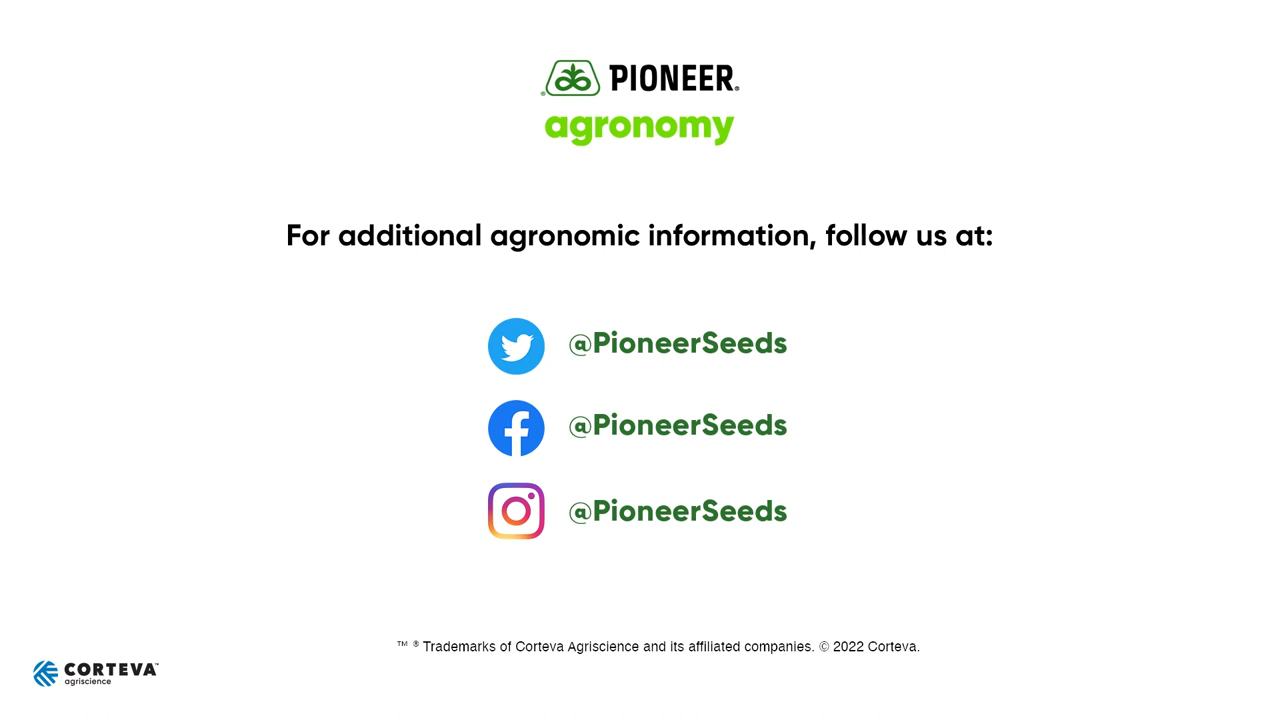 PIONEER®
agronomy
For additional agronomic information, follow us at:
@PioneerSeeds
@PioneerSeeds
@PioneerSeeds
™ ® Trademarks of Corteva Agriscience and its affiliated companies. © 2022 Corteva.
CORTEVA™
agriscience